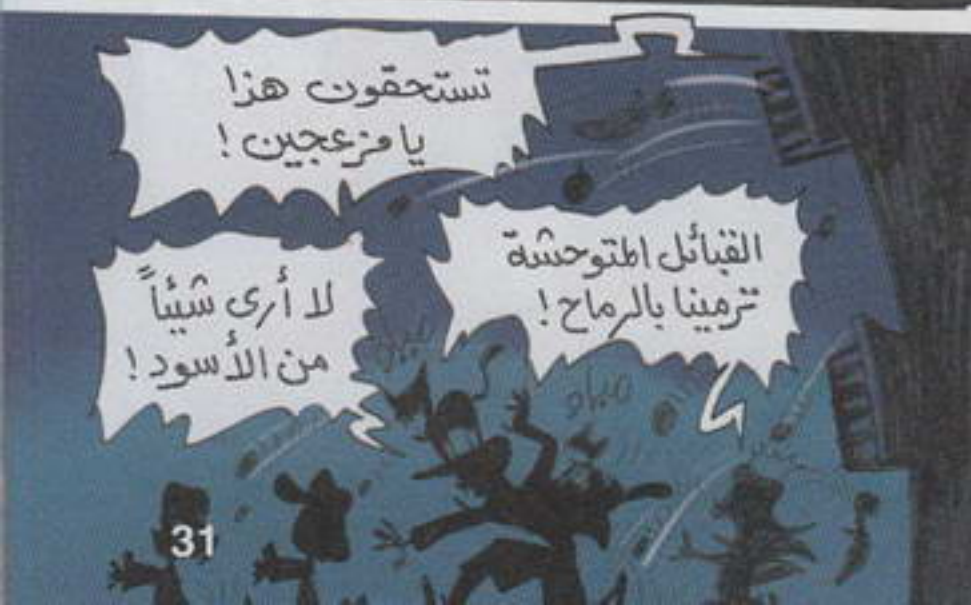 تستحقون هذا
يا مزعجين!
القبائل المتوحشة
ترمينا بالرماح!
لا أرى شيئاً
من الأسود!
31